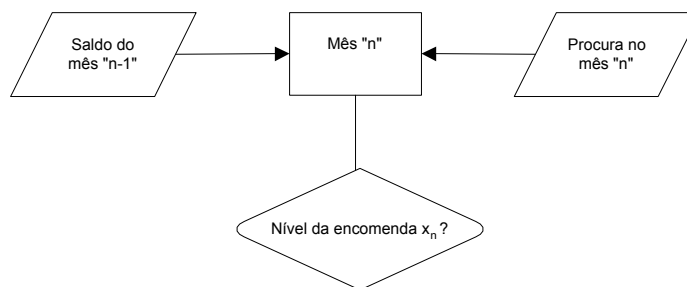 Saldo do
mês "n-1"
Mês "n"
Procura no
mês "n"
Nível da encomenda xₙ?